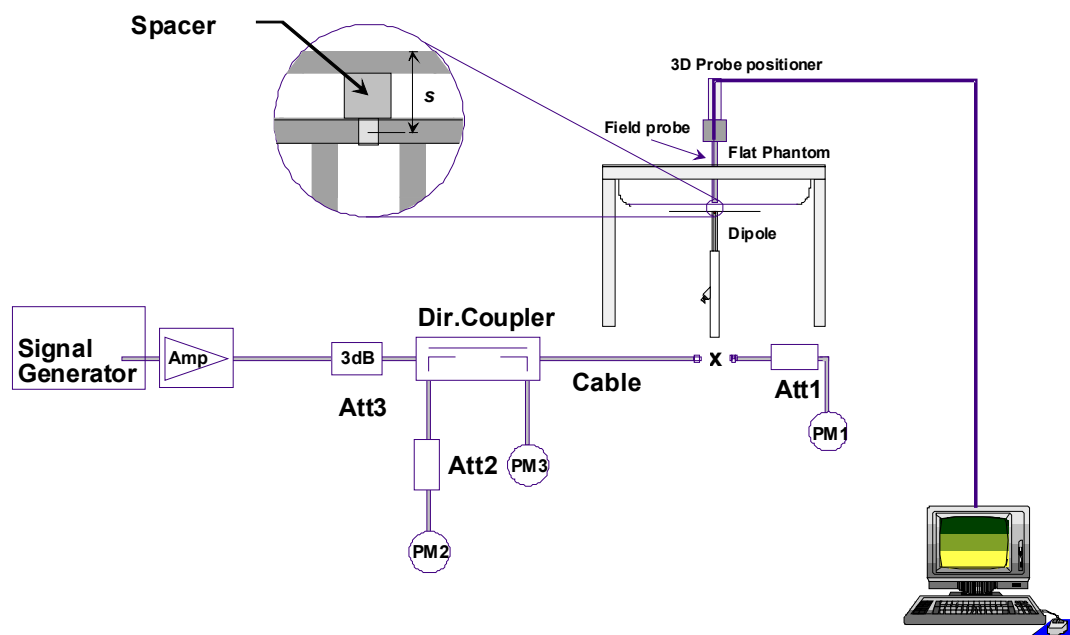 Spacer
s
3D Probe positioner
Field probe
Flat Phantom
Dipole
Signal
Generator
Amp
3dB
Att3
Dir.Coupler
Cable
x
Att1
PM1
Att2
PM3
PM2